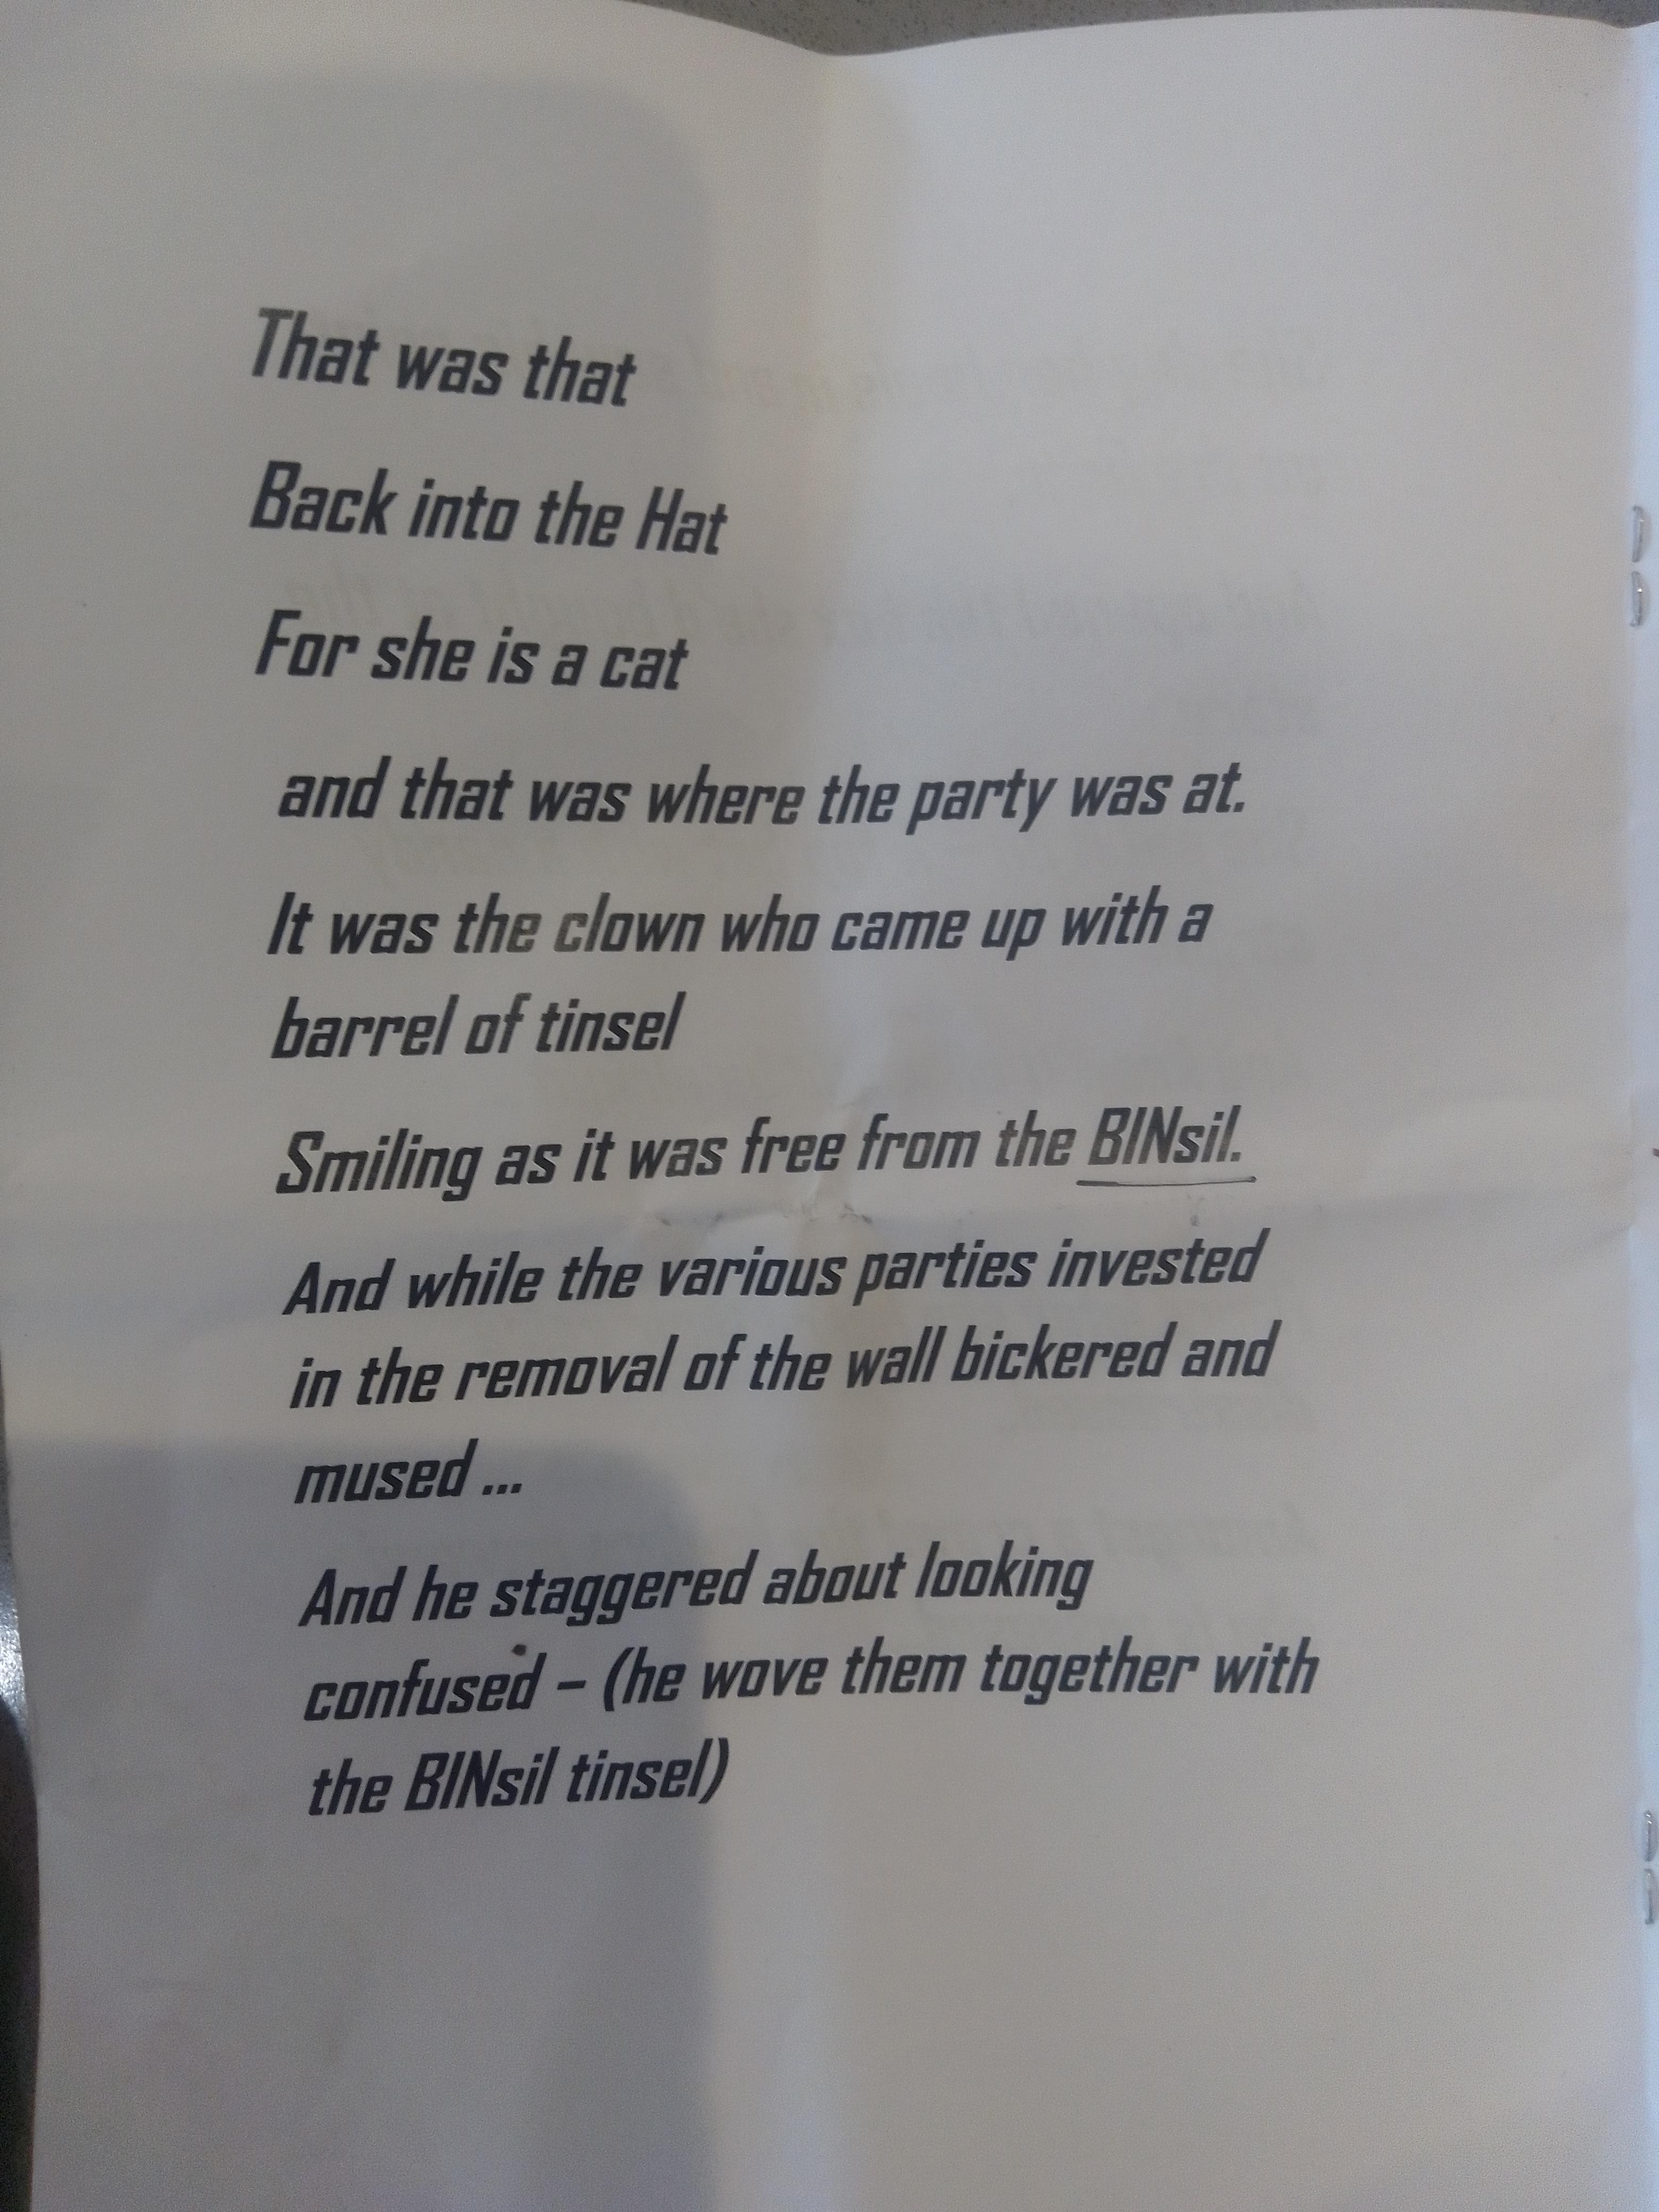 That was that
Back into the Hat
For she is a cat
and that was where the party was at.
It was the clown who came up with a
barrel of tinsel
Smiling as it was free from the BINsil.
And while the various parties invested
in the removal of the wall bickered and
mused ...
And he staggered about looking
confused – (he wove them together with
the BINsil tinsel)